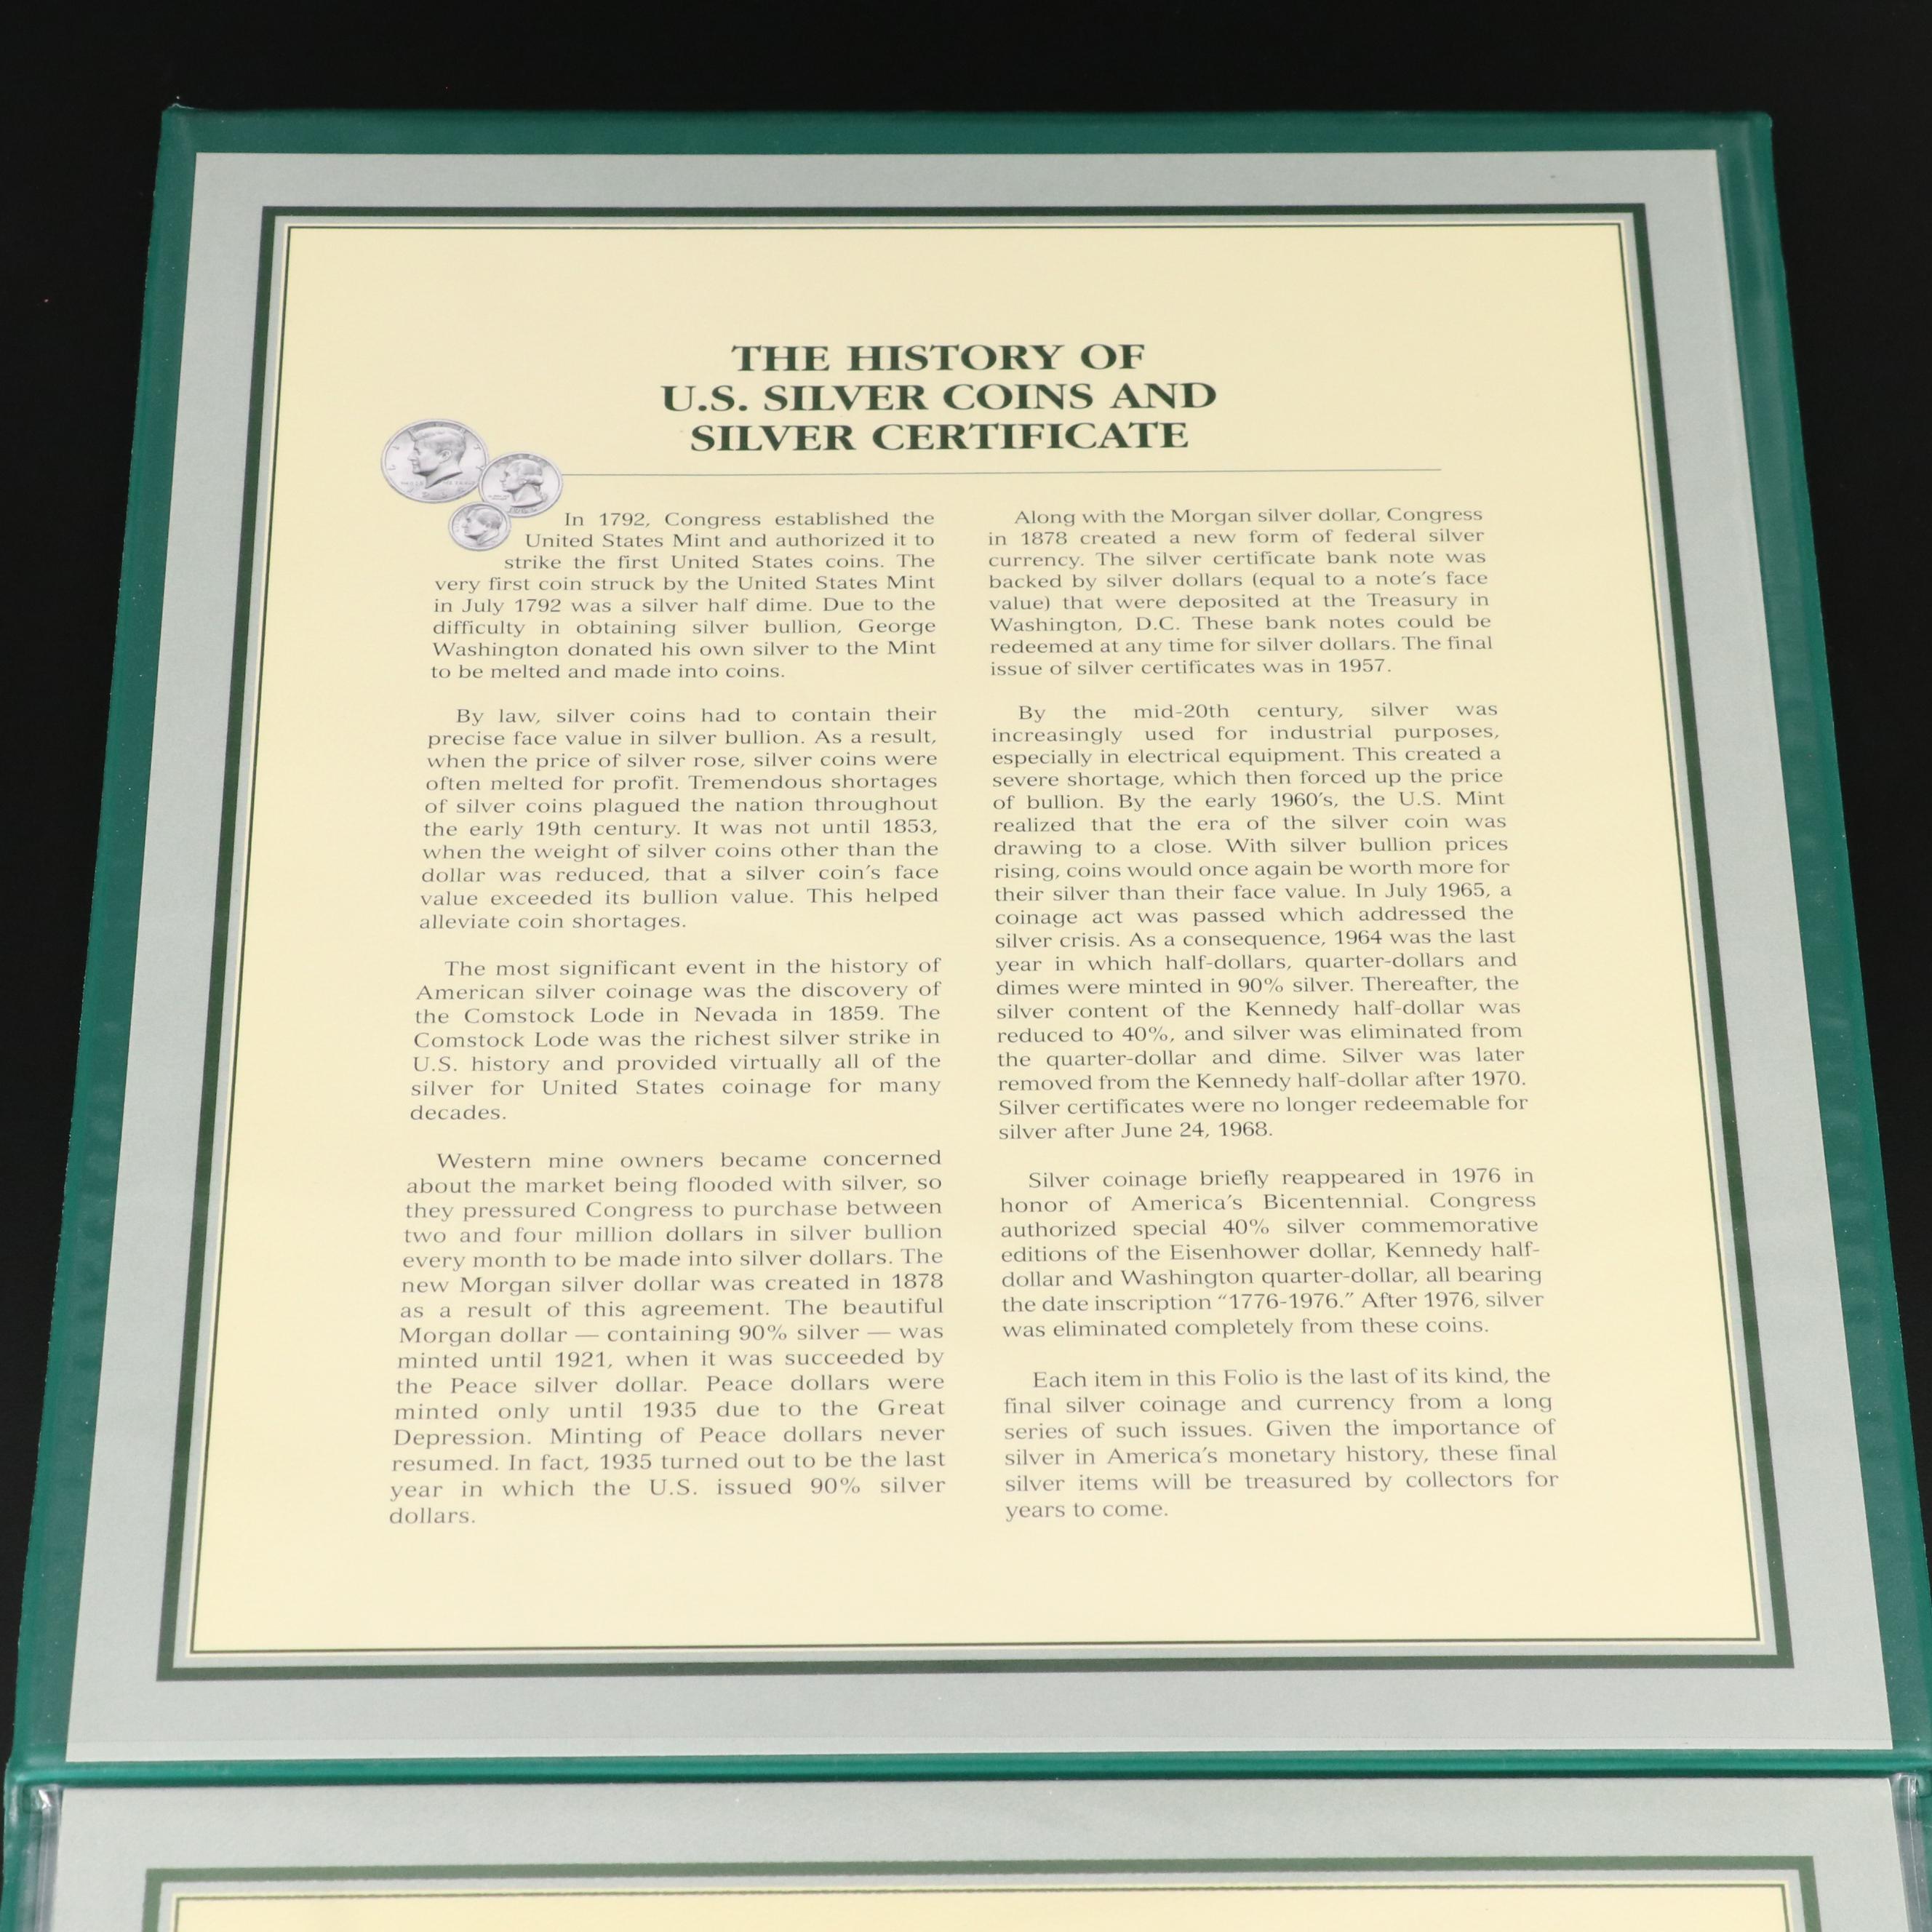 THE HISTORY OF
U.S. SILVER COINS AND
SILVER CERTIFICATE
In 1792, Congress established the
United States Mint and authorized it to
strike the first United States coins. The
very first coin struck by the United States Mint
in July 1792 was a silver half dime. Due to the
difficulty in obtaining silver bullion, George
Washington donated his own silver to the Mint
to be melted and made into coins.
By law, silver coins had to contain their
precise face value in silver bullion. As a result,
when the price of silver rose, silver coins were
often melted for profit. Tremendous shortages
of silver coins plagued the nation throughout
the early 19th century. It was not until 1853,
when the weight of silver coins other than the
dollar was reduced, that a silver coin's face
value exceeded its bullion value. This helped
alleviate coin shortages.
The most significant event in the history of
American silver coinage was the discovery of
the Comstock Lode in Nevada in 1859. The
Comstock Lode was the richest silver strike in
U.S. history and provided virtually all of the
silver for United States coinage for many
decades.
Western mine owners became concerned
about the market being flooded with silver, so
they pressured Congress to purchase between
two and four million dollars in silver bullion
every month to be made into silver dollars. The
new Morgan silver dollar was created in 1878
as a result of this agreement. The beautiful
Morgan dollar — containing 90% silver — was
minted until 1921, when it was succeeded by
the Peace silver dollar. Peace dollars were
minted only until 1935 due to the Great
Depression. Minting of Peace dollars never
resumed. In fact, 1935 turned out to be the last
year in which the U.S. issued 90% silver
dollars.
Along with the Morgan silver dollar, Congress
in 1878 created a new form of federal silver
currency. The silver certificate bank note was
backed by silver dollars (equal to a note's face
value) that were deposited at the Treasury in
Washington, D.C. These bank notes could be
redeemed at any time for silver dollars. The final
issue of silver certificates was in 1957.
By the mid-20th century, silver was
increasingly used for industrial purposes,
especially in electrical equipment. This created a
severe shortage, which then forced up the price
of bullion. By the early 1960's, the U.S. Mint
realized that the era of the silver coin was
drawing to a close. With silver bullion prices
rising, coins would once again be worth more for
their silver than their face value. In July 1965, a
coinage act was passed which addressed the
silver crisis. As a consequence, 1964 was the last
year in which half-dollars, quarter-dollars and
dimes were minted in 90% silver. Thereafter, the
silver content of the Kennedy half-dollar was
reduced to 40%, and silver was eliminated from
the quarter-dollar and dime. Silver was later
removed from the Kennedy half-dollar after 1970.
Silver certificates were no longer redeemable for
silver after June 24, 1968.
Silver coinage briefly reappeared in 1976 in
honor of America's Bicentennial. Congress
authorized special 40% silver commemorative
editions of the Eisenhower dollar, Kennedy half-
dollar and Washington quarter-dollar, all bearing
the date inscription "1776-1976." After 1976, silver
was eliminated completely from these coins.
Each item in this Folio is the last of its kind, the
final silver coinage and currency from a long
series of such issues. Given the importance of
silver in America's monetary history, these final
silver items will be treasured by collectors for
years to come.